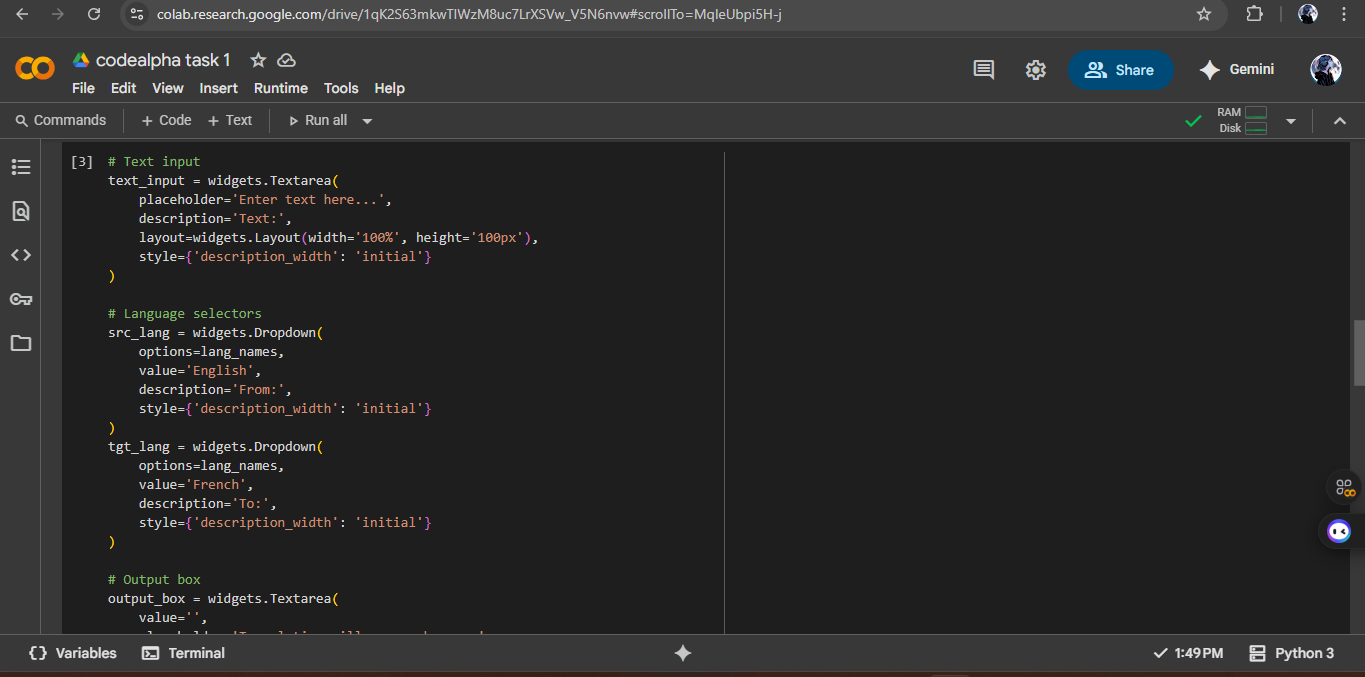 colab.research.google.com/drive/1qK2S63mkwTlWzM8uc7LrXSVw_V5N6nvw#scrollTo=MqleUbpi5H-j
codealpha task 1
File Edit View Insert Runtime Tools Help
Share
Gemini
Commands + Code + Text Run all
RAM
Disk
[3] # Text input
text_input = widgets.Textarea(
    placeholder='Enter text here...',
    description='Text:',
    layout=widgets.Layout(width='100%', height='100px'),
    style={'description_width': 'initial'}
)
# Language selectors
src_lang = widgets.Dropdown(
    options=lang_names,
    value='English',
    description='From:',
    style={'description_width': 'initial'}
)
tgt_lang = widgets.Dropdown(
    options=lang_names,
    value='French',
    description='To:',
    style={'description_width': 'initial'}
)
# Output box
output_box = widgets.Textarea(
    value='',
{} Variables Terminal 1:49 PM Python 3